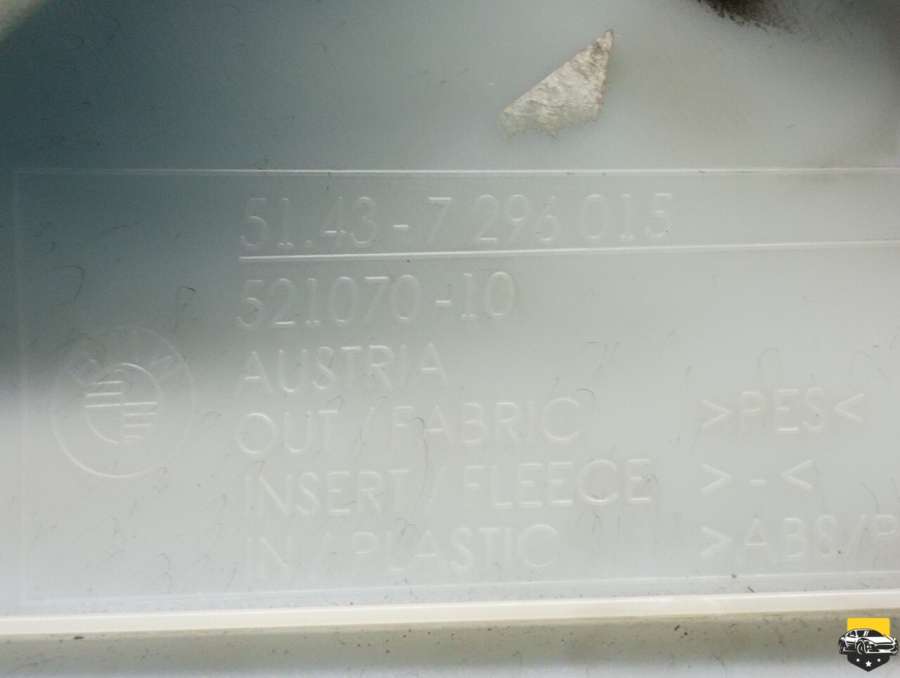 51.43-7 296 015
521070-10
AUSTRIA
OUT / FABRIC >PES<
INSERT / FLEECE >-<
IN / PLASTIC >ABS/P